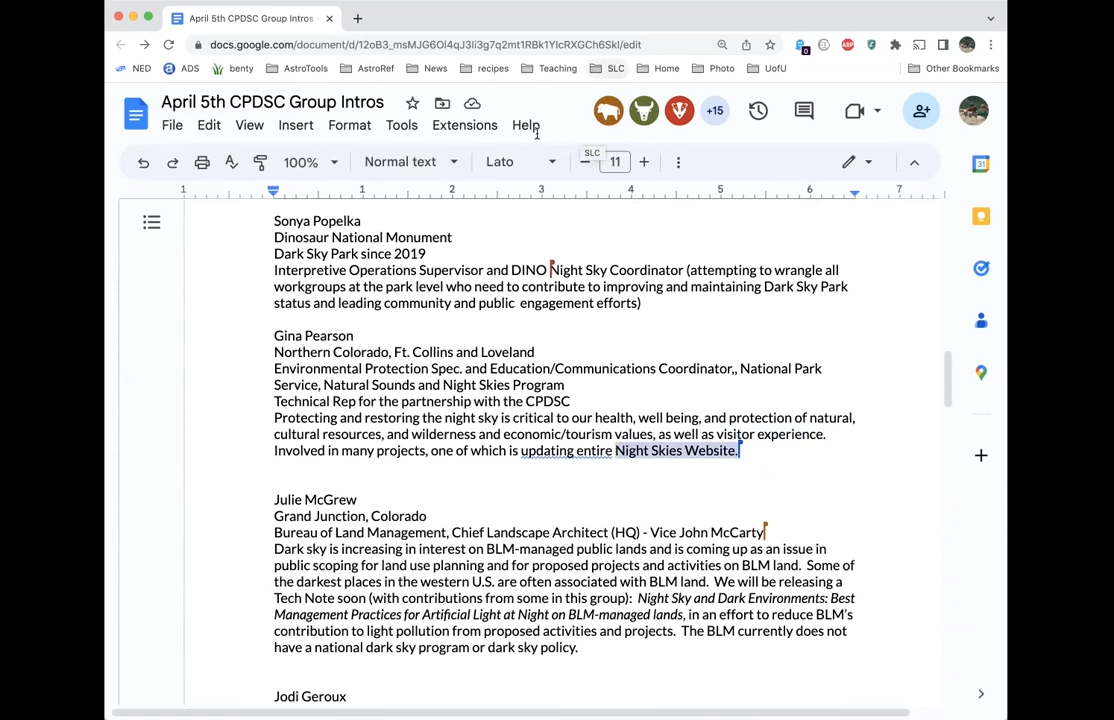 April 5th CPDSC Group Intros
docs.google.com/document/d/12oB3_msMJG6Ol4qJ3Ii3g7q2mt1RBk1YIcRXGCh6SkI/edit
0
ABP
NED
ADS
benty
AstroTools
AstroRef
News
recipes
Teaching
SLC
Home
Photo
UofU
Other Bookmarks
April 5th CPDSC Group Intros
+15
File Edit View Insert Format Tools Extensions Help
SLC
100% Normal text Lato 11
1 1 2 3 4 5 6 7
Sonya Popelka
Dinosaur National Monument
Dark Sky Park since 2019
Interpretive Operations Supervisor and DINO Night Sky Coordinator (attempting to wrangle all
workgroups at the park level who need to contribute to improving and maintaining Dark Sky Park
status and leading community and public engagement efforts)
Gina Pearson
Northern Colorado, Ft. Collins and Loveland
Environmental Protection Spec. and Education/Communications Coordinator,, National Park
Service, Natural Sounds and Night Skies Program
Technical Rep for the partnership with the CPDSC
Protecting and restoring the night sky is critical to our health, well being, and protection of natural,
cultural resources, and wilderness and economic/tourism values, as well as visitor experience.
Involved in many projects, one of which is updating entire Night Skies Website.
Julie McGrew
Grand Junction, Colorado
Bureau of Land Management, Chief Landscape Architect (HQ) - Vice John McCarty
Dark sky is increasing in interest on BLM-managed public lands and is coming up as an issue in
public scoping for land use planning and for proposed projects and activities on BLM land. Some of
the darkest places in the western U.S. are often associated with BLM land. We will be releasing a
Tech Note soon (with contributions from some in this group): Night Sky and Dark Environments: Best
Management Practices for Artificial Light at Night on BLM-managed lands, in an effort to reduce BLM's
contribution to light pollution from proposed activities and projects. The BLM currently does not
have a national dark sky program or dark sky policy.
Jodi Geroux